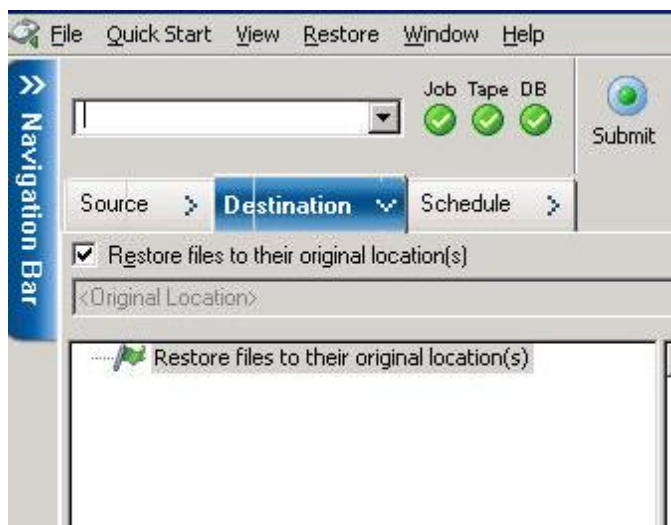 File Quick Start View Restore Window Help
Navigation Bar
Job Tape DB
Submit
Source Destination Schedule
Restore files to their original location(s)
<Original Location>
Restore files to their original location(s)